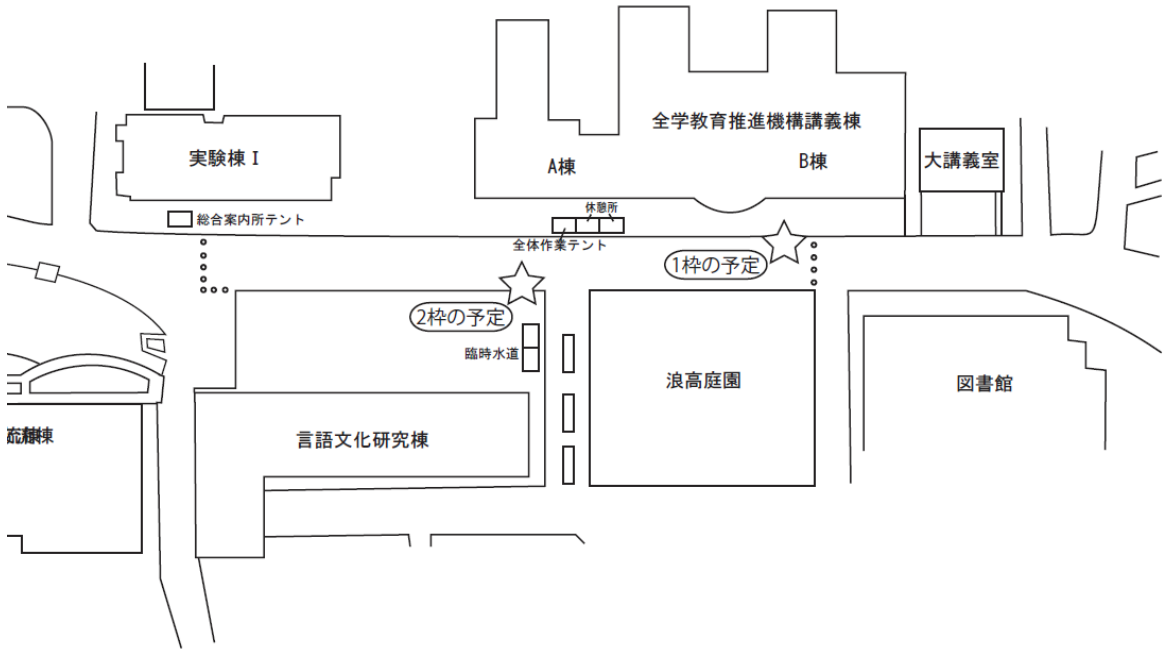 全学教育推進機構講義棟
実験棟Ⅰ
A棟
B棟
大講義室
総合案内所テント
休憩所
全体作業テント
1枠の予定
2枠の予定
臨時水道
浪高庭園
図書館
言語文化研究棟